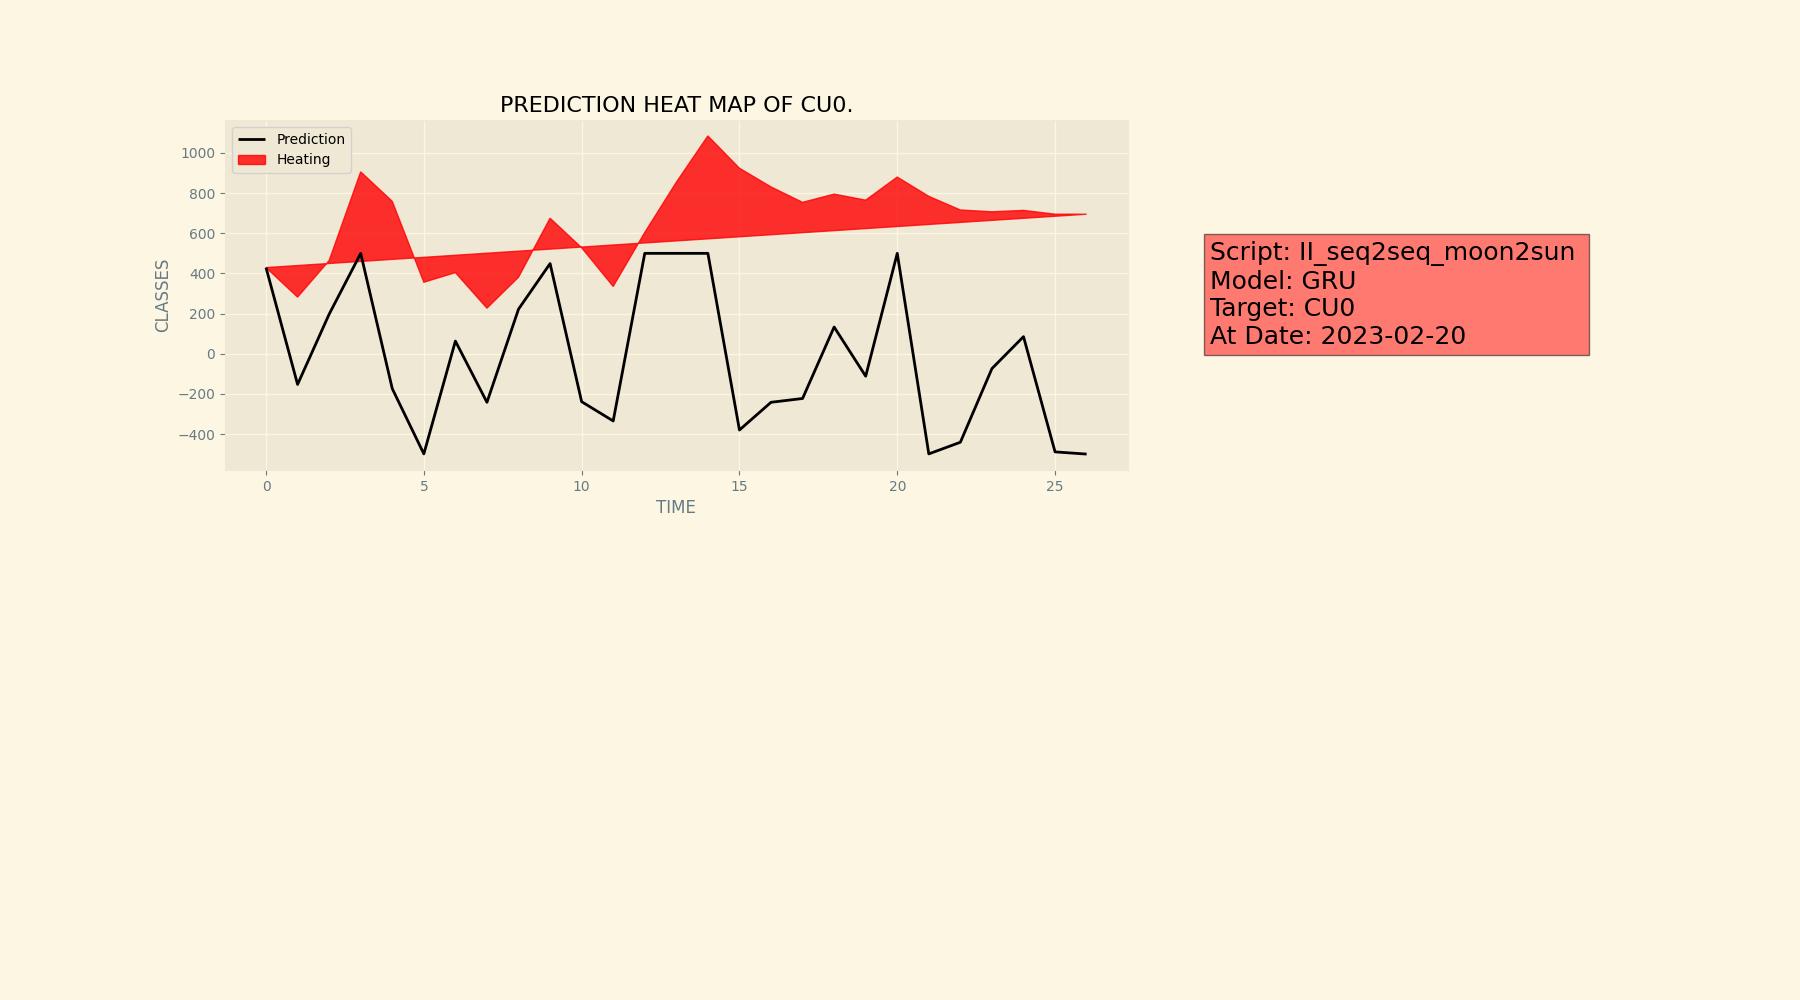 PREDICTION HEAT MAP OF CU0.
Prediction
Heating
1000
800
600
400
200
0
−200
−400
CLASSES
0 5 10 15 20 25
TIME
Script: II_seq2seq_moon2sun
Model: GRU
Target: CU0
At Date: 2023-02-20